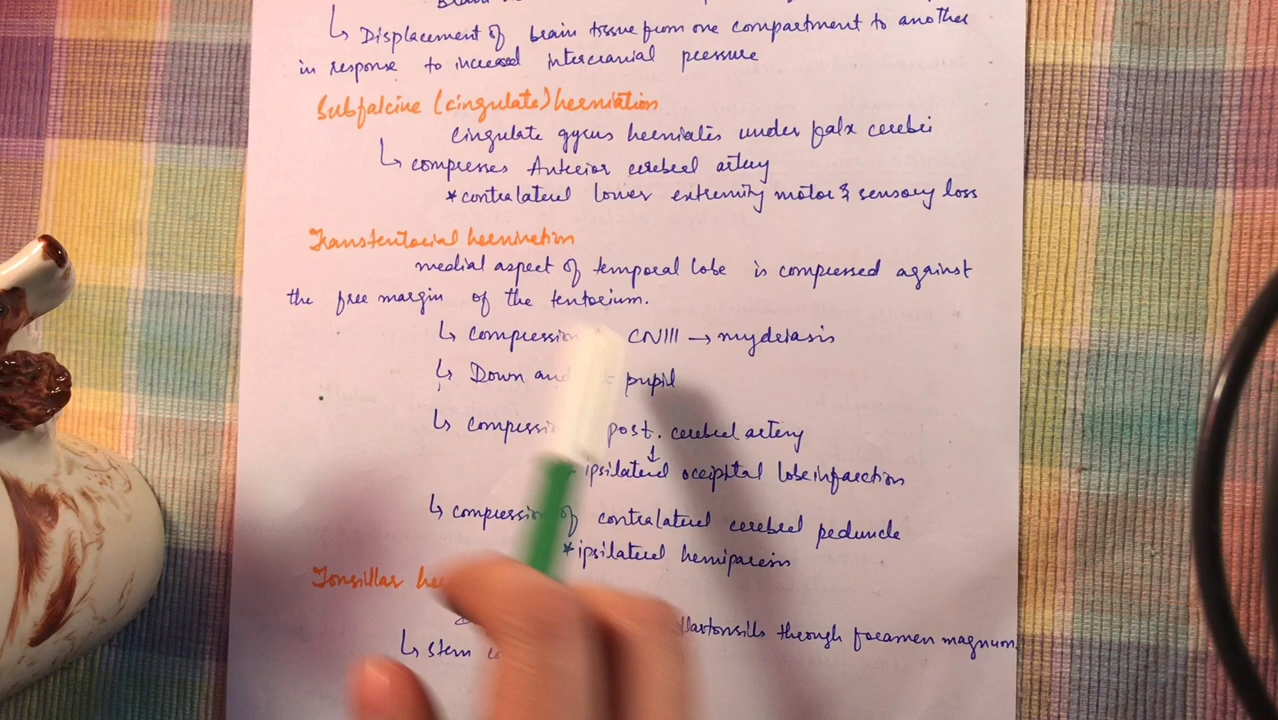 ↳ Displacement of brain tissue from one compartment to another
in response to increased intercranial pressure
Subfalcine (cingulate) herniation
cingulate gyrus herniates under falx cerebri
↳ compresses Anterior cerebral artery
*contralateral lower extremity motor & sensory loss
Transtentorial hernination
medial aspect of temporal lobe is compressed against
the free margin of the tentorium.
↳ compression CNIII → mydriasis
↳ Down and pupil
↳ compression post. cerebral artery
↓
ipsilateral occipital lobe infarction
↳ compression of contralateral cerebral peduncle
*ipsilateral hemiparesis
Tonsillar
tonsils through foramen magnum.
↳ stem